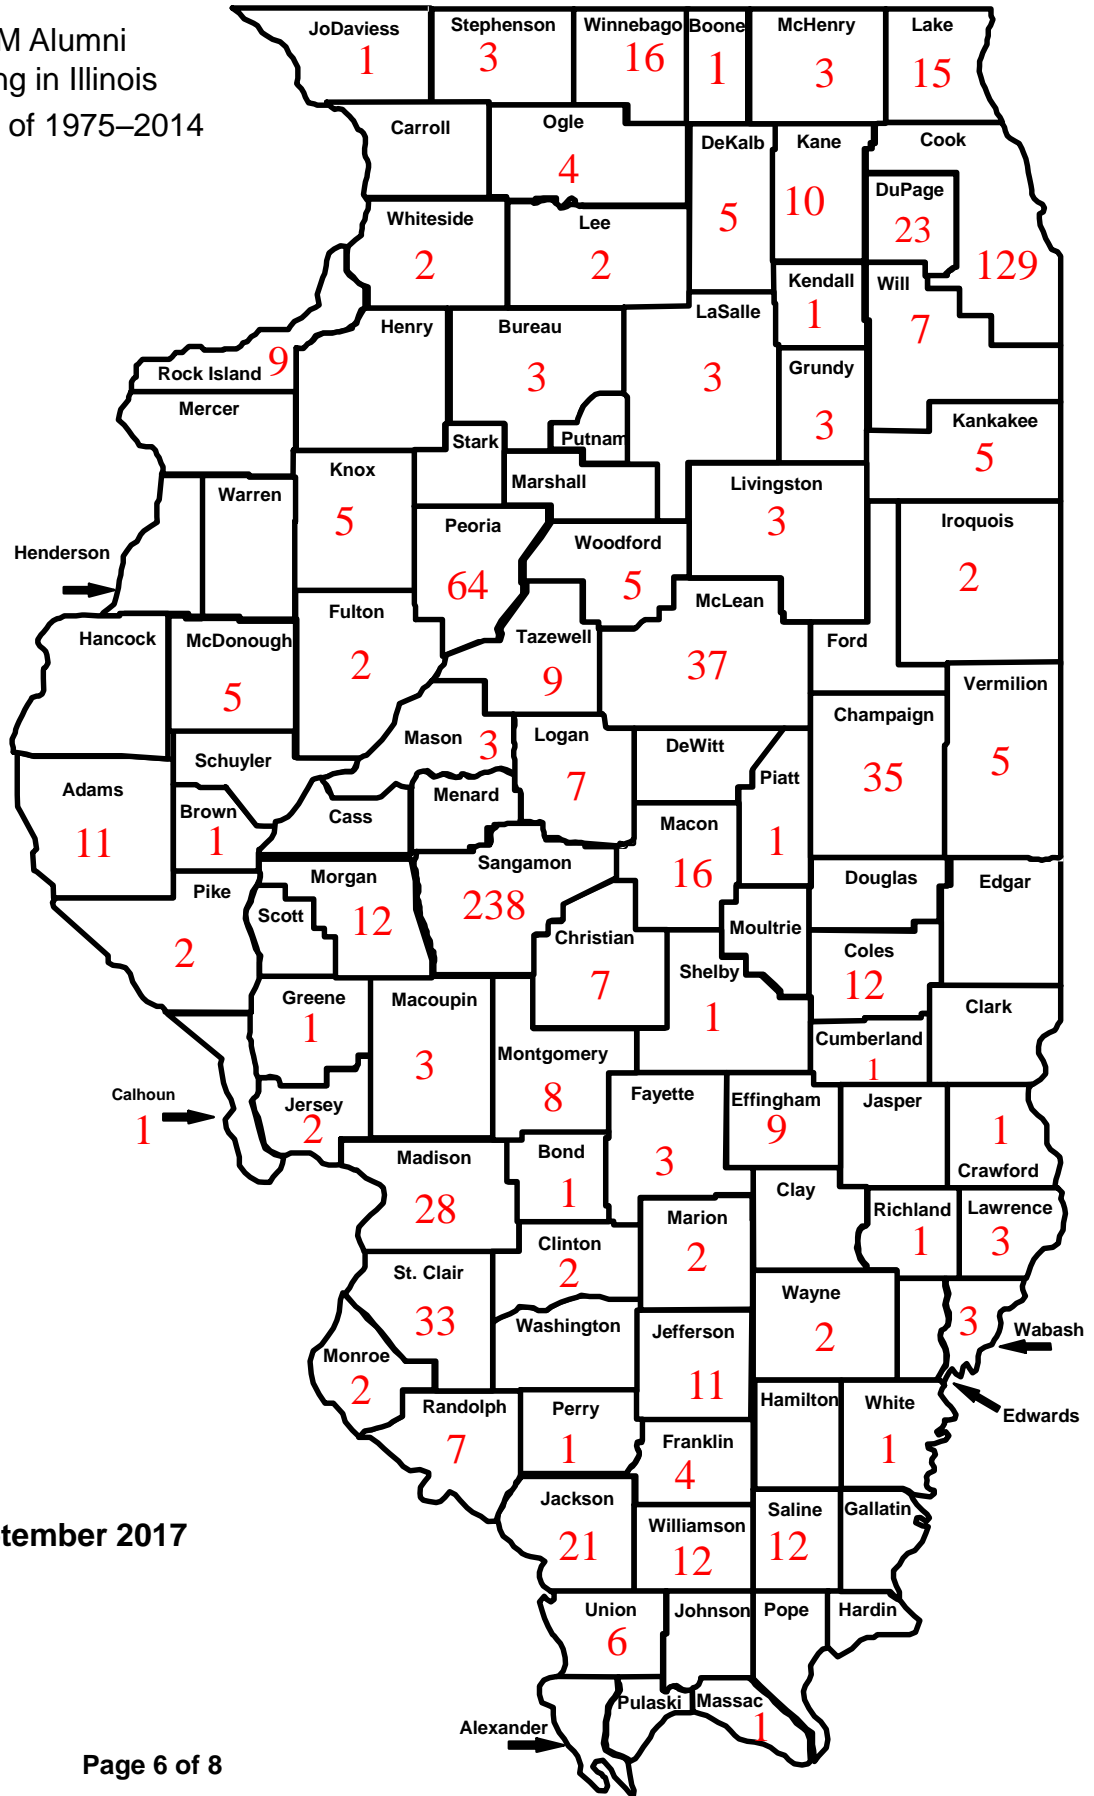 M Alumni
ng in Illinois
of 1975–2014
JoDaviess
1
Stephenson
3
Winnebago
16
Boone
1
McHenry
3
Lake
15
Carroll
Ogle
4
DeKalb
5
Kane
10
Cook
129
DuPage
23
Whiteside
2
Lee
2
Kendall
1
Will
7
LaSalle
3
Henry
Bureau
3
Grundy
3
Rock Island
9
Mercer
Putnam
Kankakee
5
Stark
Knox
5
Marshall
Livingston
3
Warren
Peoria
64
Iroquois
2
Woodford
5
Henderson
McLean
37
Fulton
2
Hancock
McDonough
5
Tazewell
9
Ford
Vermilion
5
Champaign
35
Mason
3
Logan
7
DeWitt
Schuyler
Piatt
1
Adams
11
Menard
Brown
1
Cass
Macon
16
Sangamon
238
Morgan
12
Douglas
Edgar
Pike
2
Scott
Moultrie
Christian
7
Coles
12
Shelby
1
Greene
1
Macoupin
3
Clark
Cumberland
1
Montgomery
8
Calhoun
1
Jersey
2
Fayette
3
Effingham
9
Jasper
1
Crawford
Madison
28
Bond
1
Clay
Richland
1
Lawrence
3
Marion
2
Clinton
2
St. Clair
33
Wayne
2
3
Wabash
Washington
Jefferson
11
Monroe
2
Edwards
Hamilton
White
1
Randolph
7
Perry
1
Franklin
4
Jackson
21
Williamson
12
Saline
12
Gallatin
tember 2017
Union
6
Johnson
Pope
Hardin
Pulaski
Massac
1
Alexander
Page 6 of 8